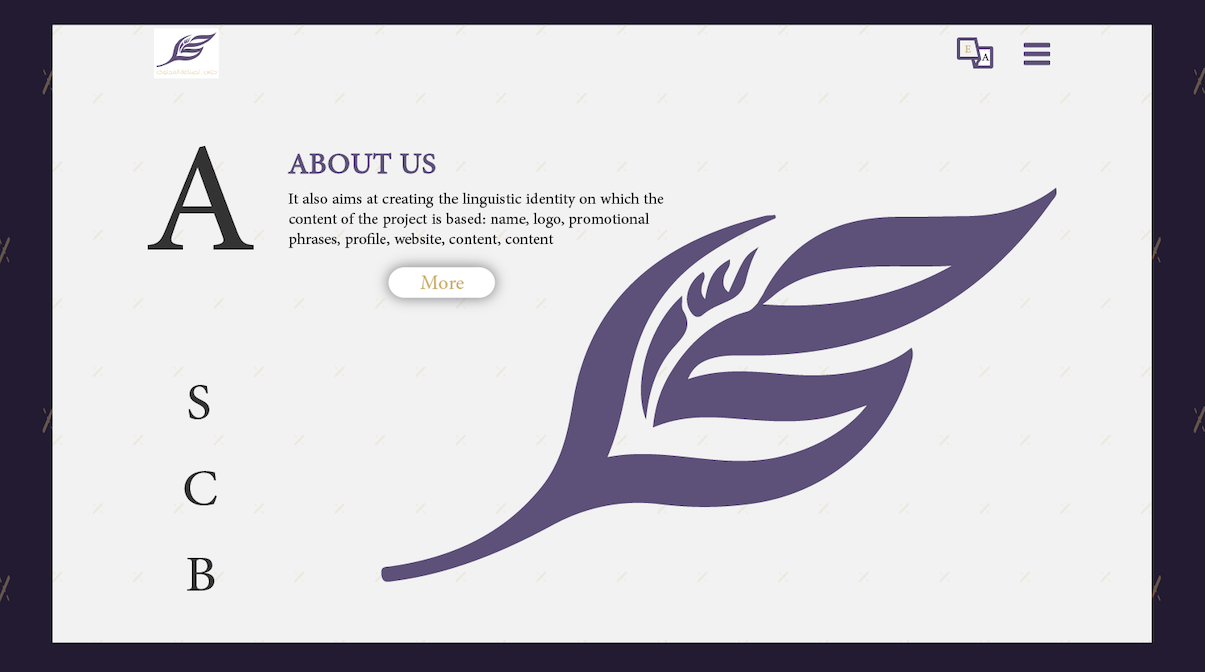 E
A
A
ABOUT US
It also aims at creating the linguistic identity on which the
content of the project is based: name, logo, promotional
phrases, profile, website, content, content
More
S
C
B